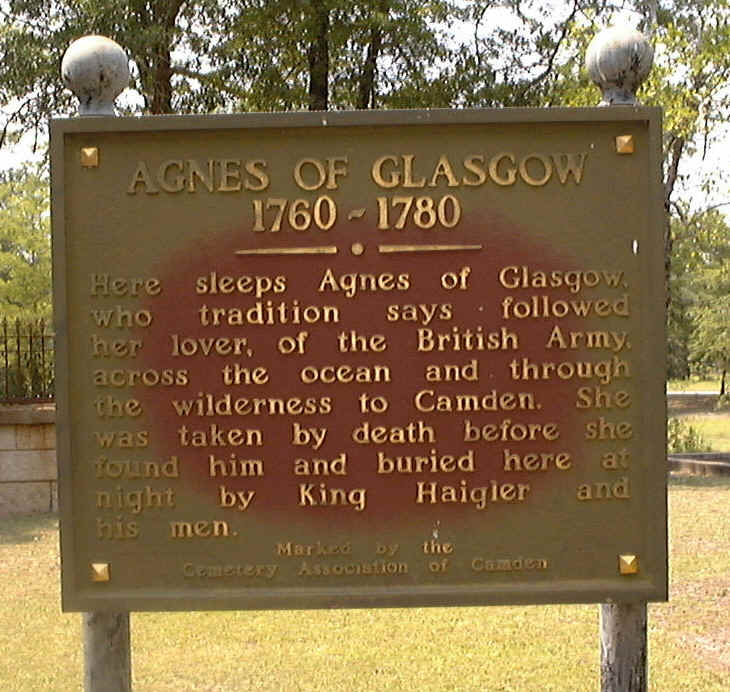 AGNES OF GLASGOW
1760 ~ 1780
Here sleeps Agnes of Glasgow,
who tradition says followed
her lover, of the British Army,
across the ocean and through
the wilderness to Camden. She
was taken by death before she
found him and buried here at
night by King Haigler and
his men.
Marked by the
Cemetery Association of Camden